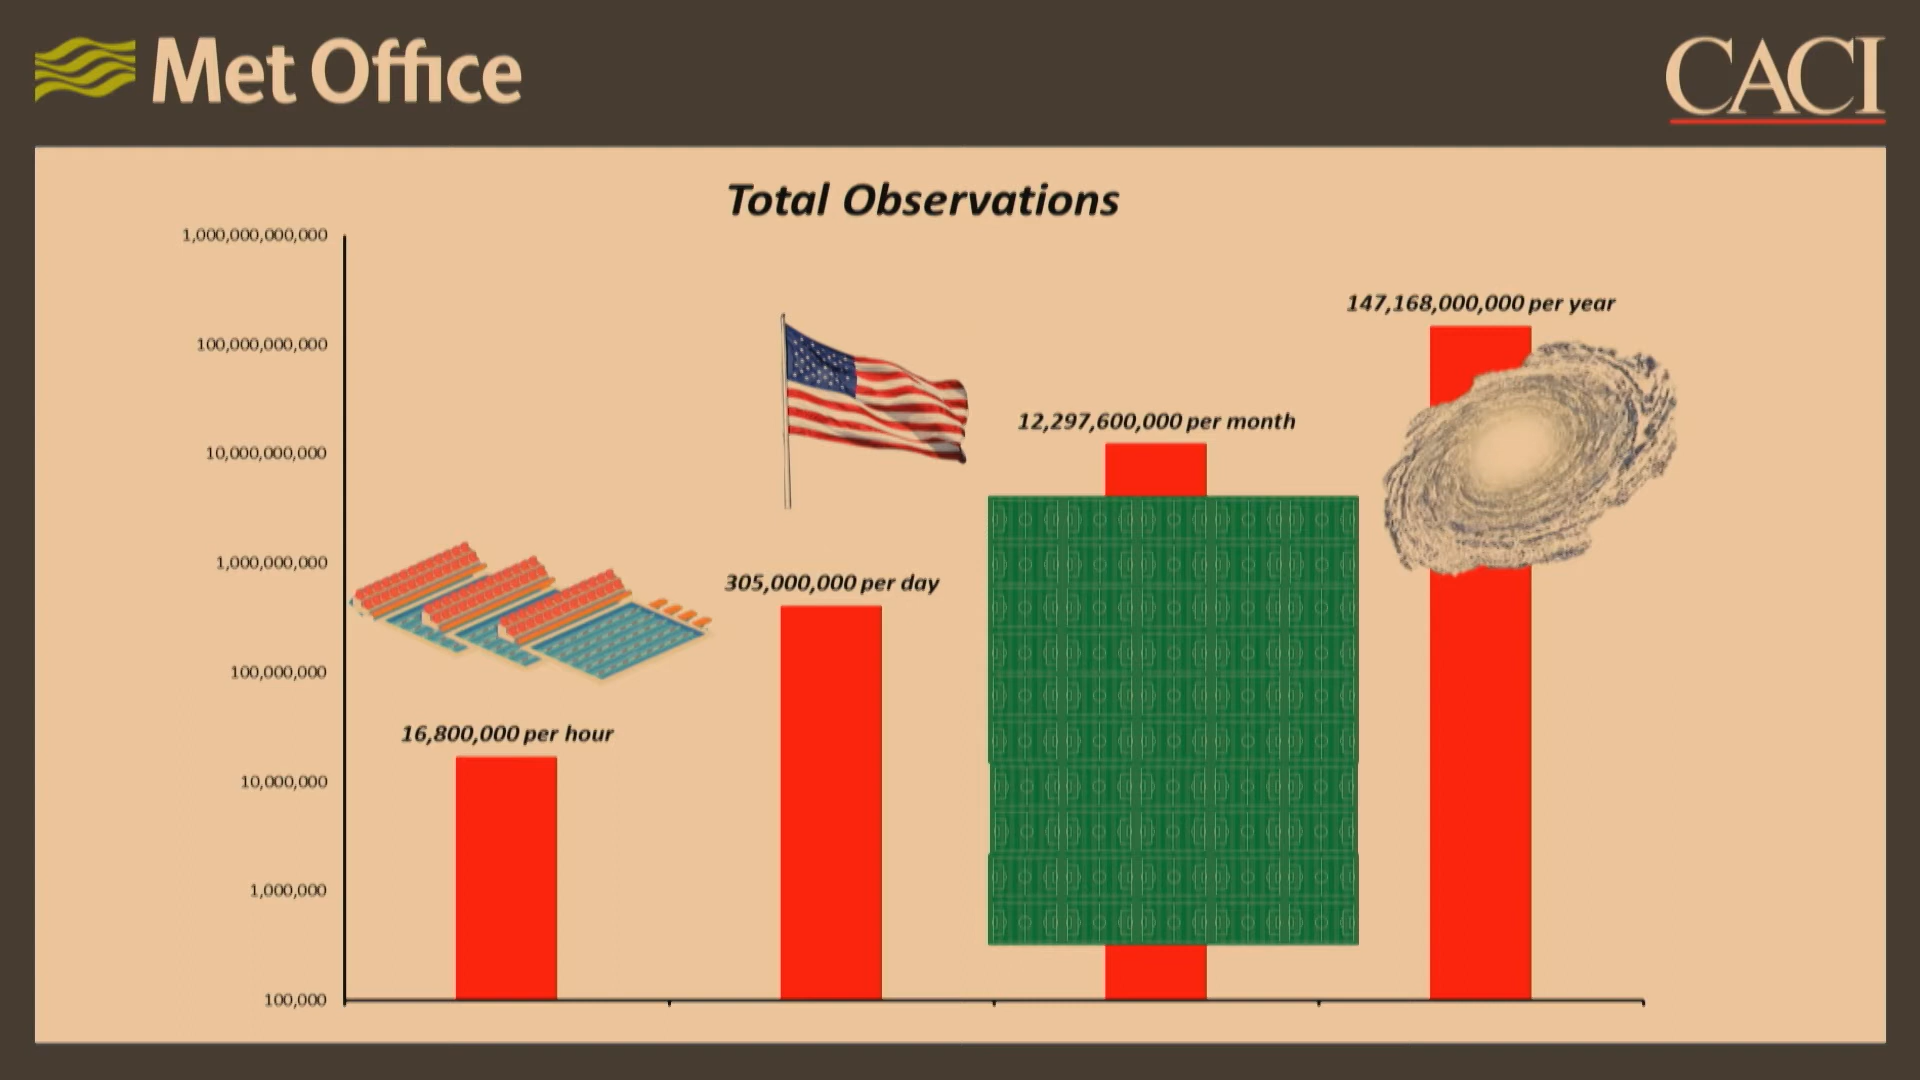 Met Office
CACI
Total Observations
1,000,000,000,000
100,000,000,000
10,000,000,000
1,000,000,000
100,000,000
10,000,000
1,000,000
100,000
16,800,000 per hour
305,000,000 per day
12,297,600,000 per month
147,168,000,000 per year